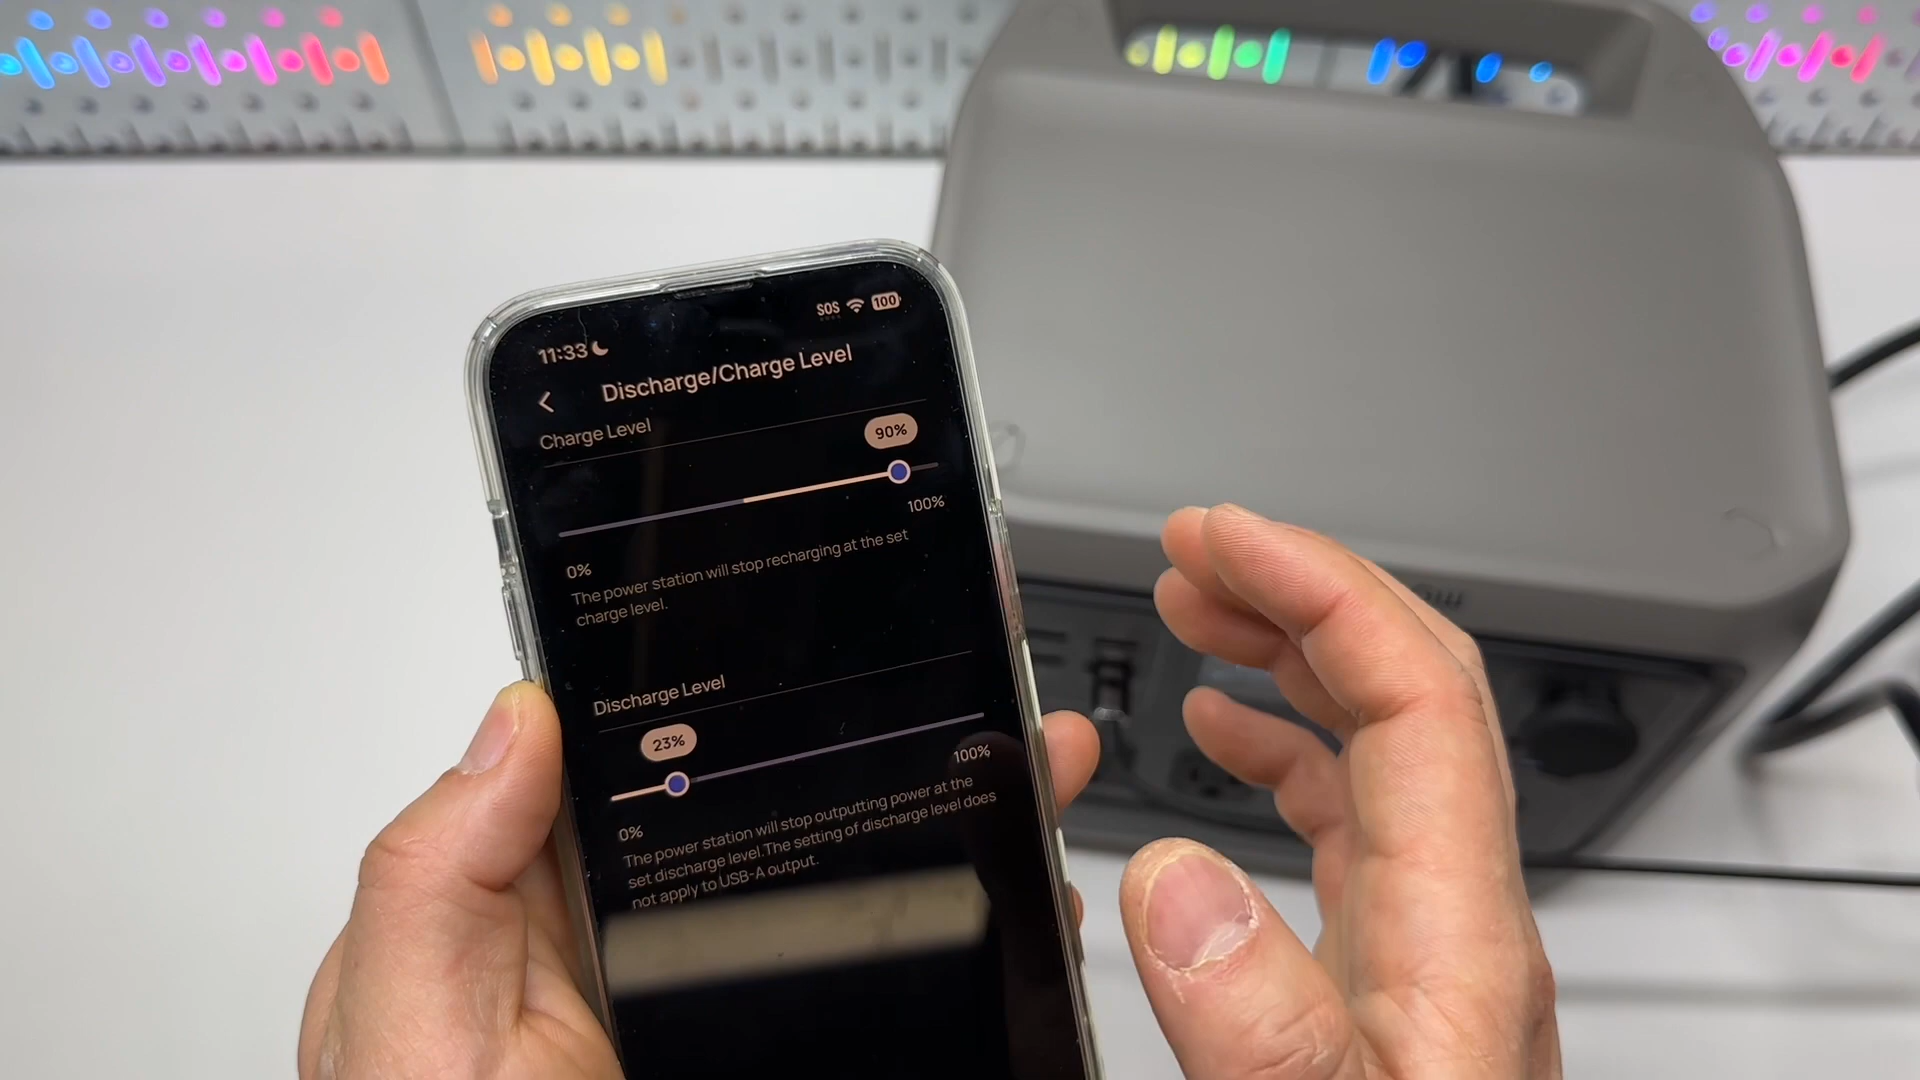 SOS 100
11:33
Discharge/Charge Level
Charge Level
90%
100%
0%
The power station will stop recharging at the set
charge level.
Discharge Level
23%
100%
0%
The power station will stop outputting power at the
set discharge level.The setting of discharge level does
not apply to USB-A output.